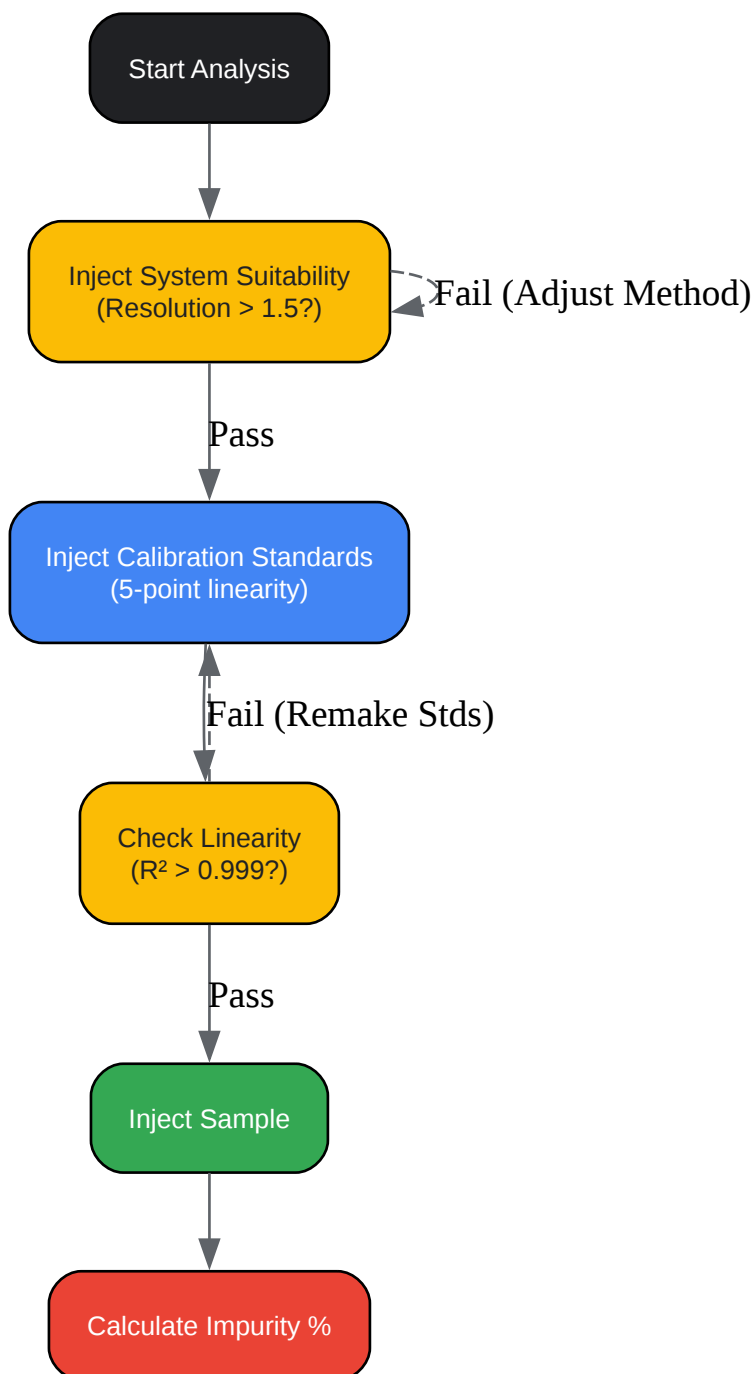 Start Analysis
Inject System Suitability
(Resolution > 1.5?)
Fail (Adjust Method)
Pass
Inject Calibration Standards
(5-point linearity)
Fail (Remake Stds)
Check Linearity
(R² > 0.999?)
Pass
Inject Sample
Calculate Impurity %